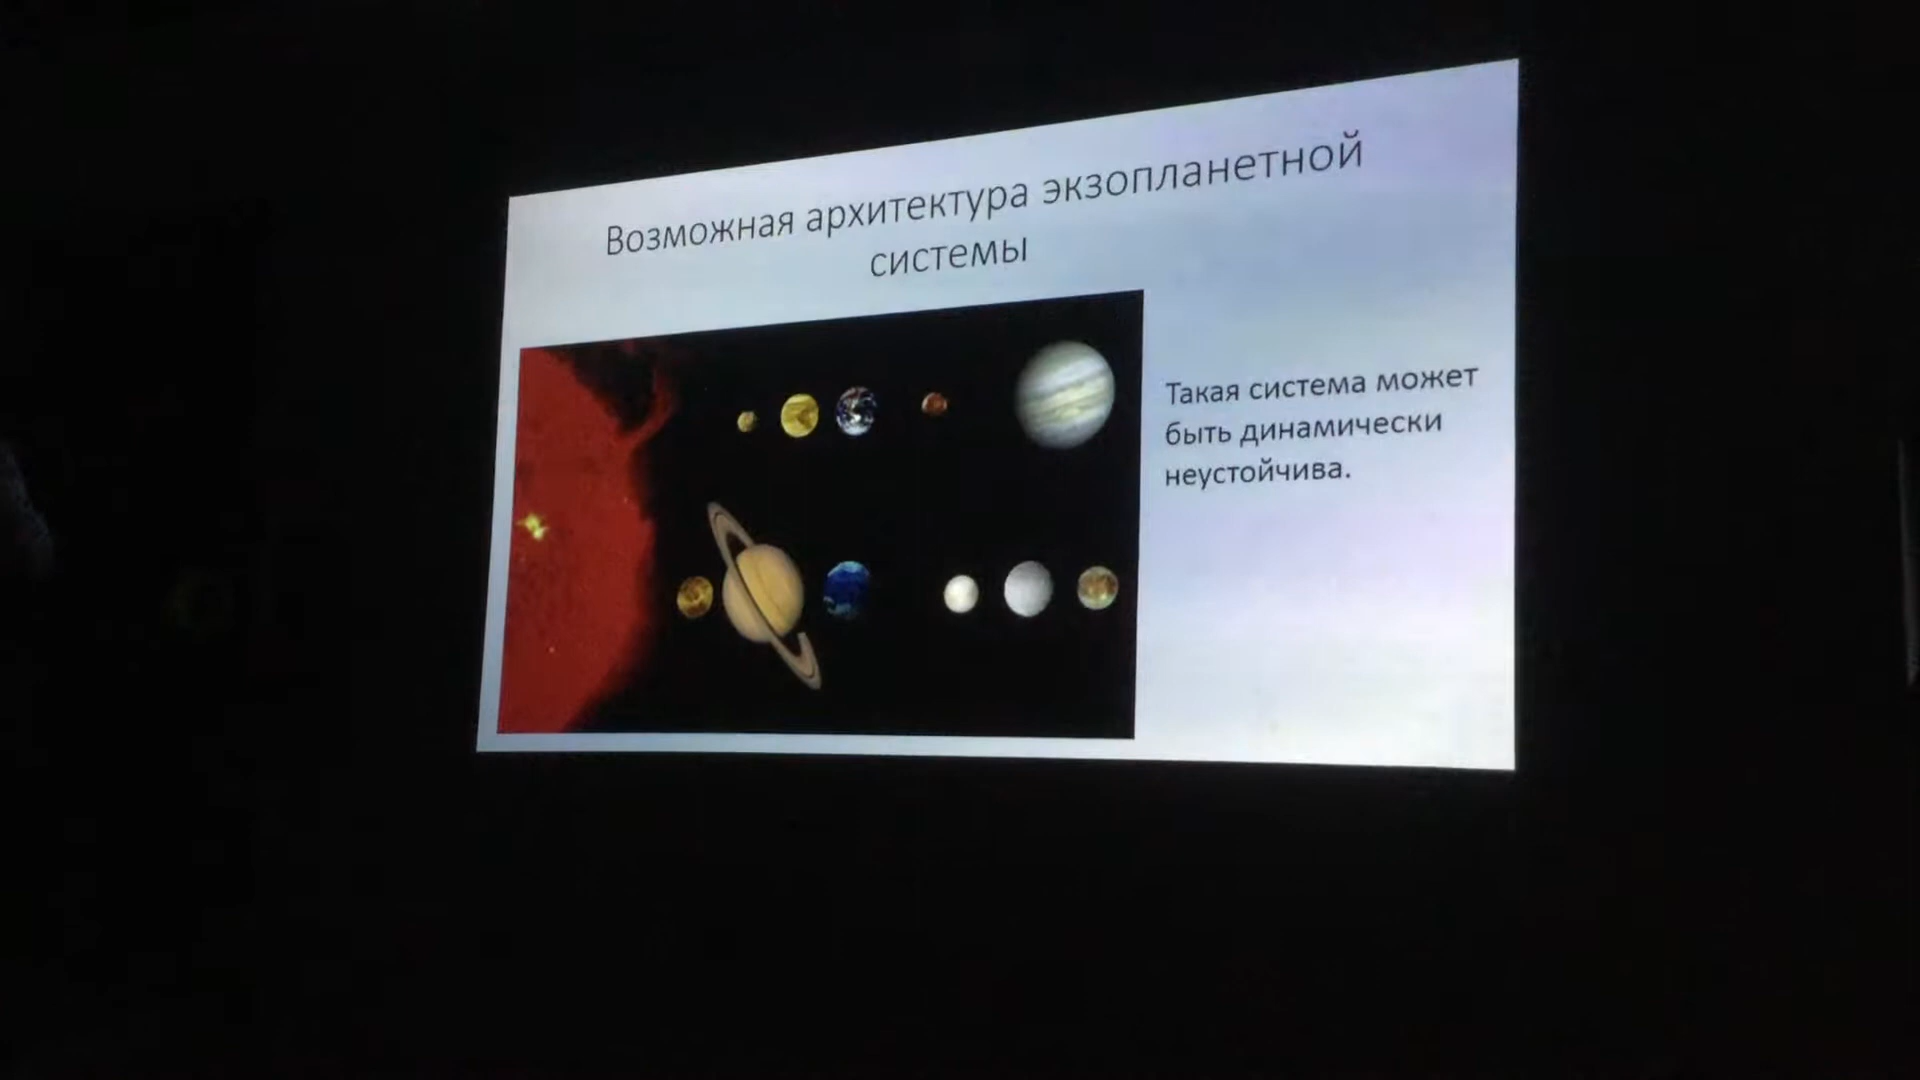 Возможная архитектура экзопланетной
системы
Такая система может
быть динамически
неустойчива.